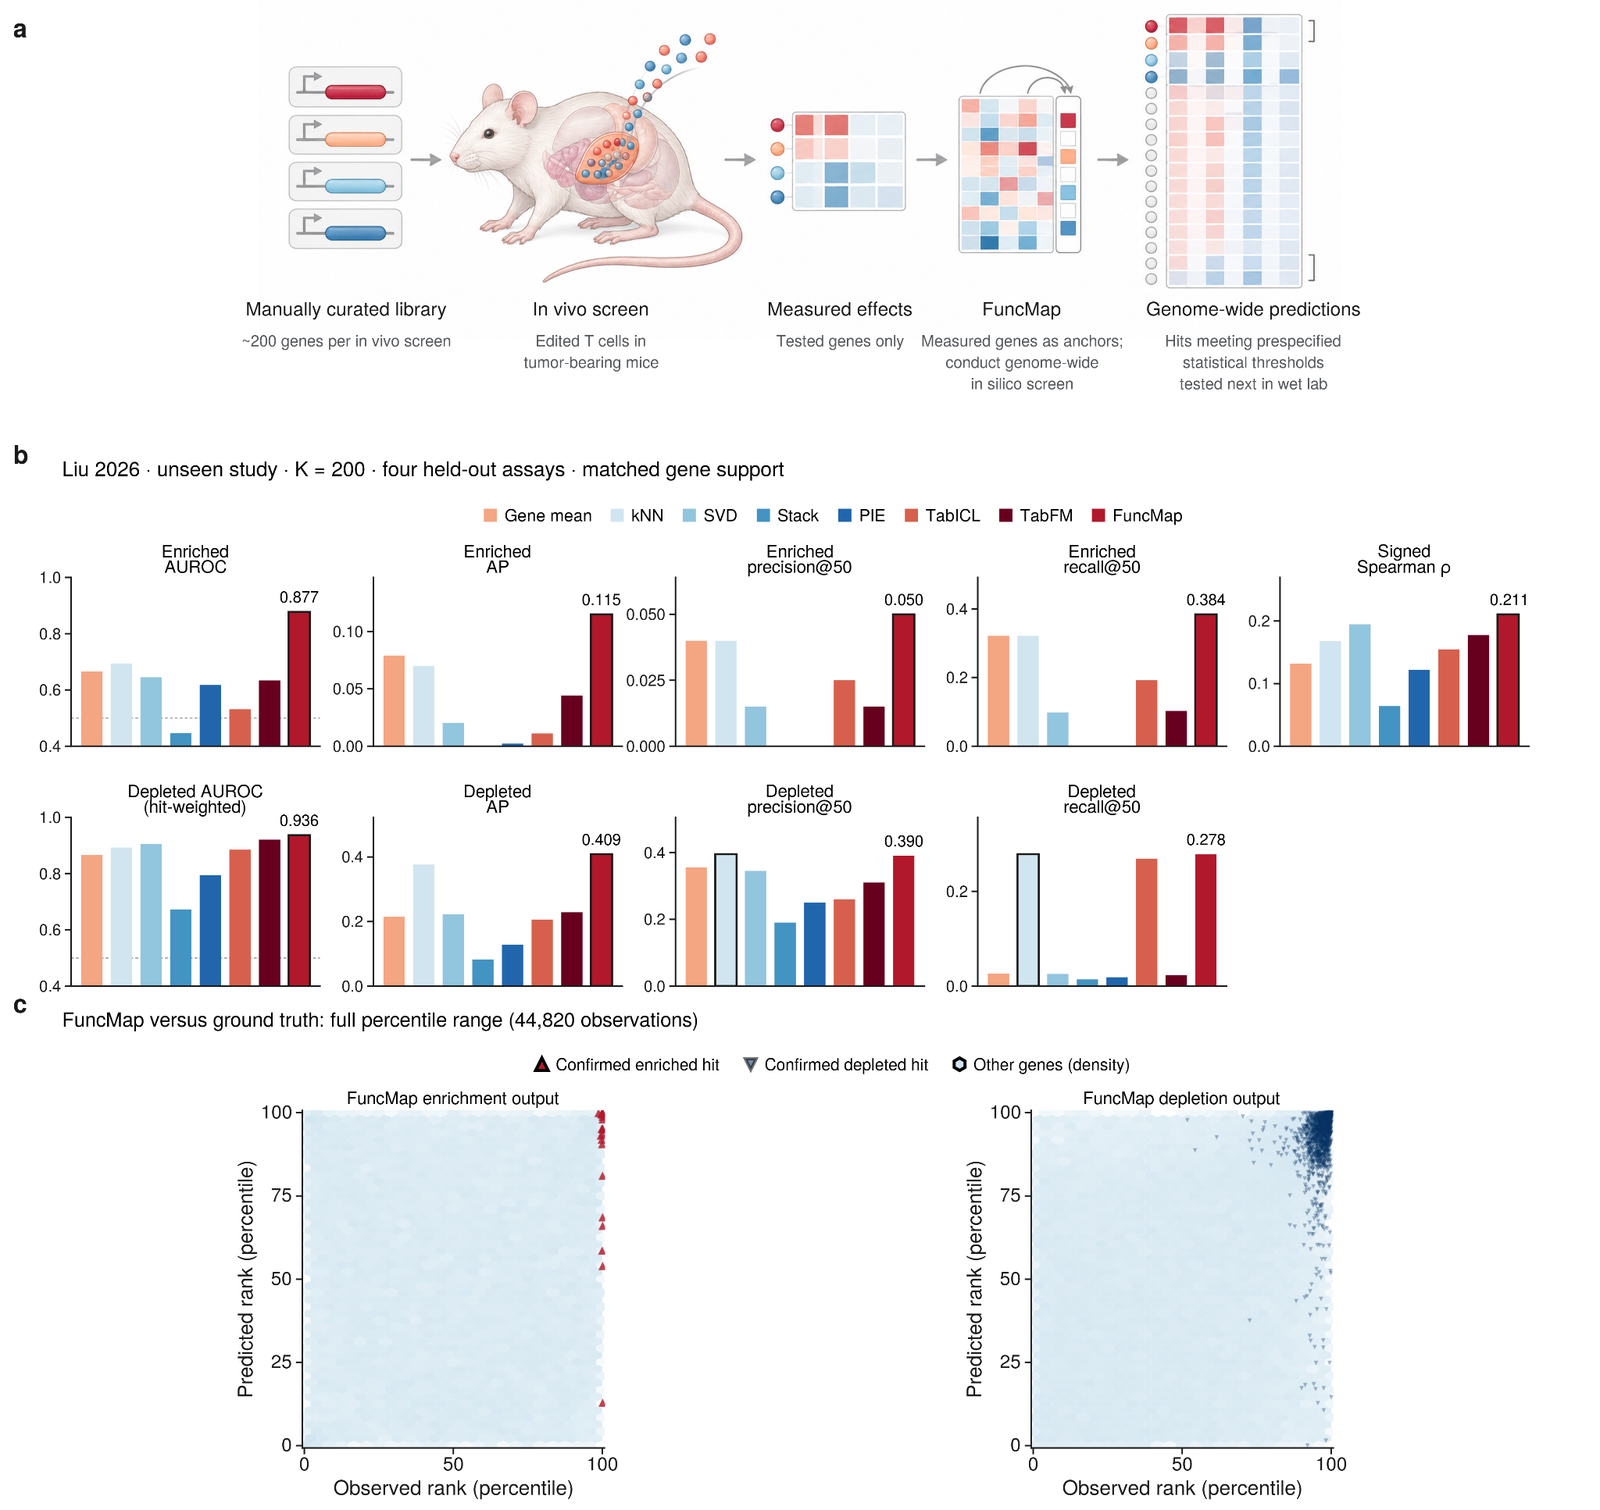 a
Manually curated library
~200 genes per in vivo screen
In vivo screen
Edited T cells in
tumor-bearing mice
Measured effects
Tested genes only
FuncMap
Measured genes as anchors;
conduct genome-wide
in silico screen
Genome-wide predictions
Hits meeting prespecified
statistical thresholds
tested next in wet lab
b
Liu 2026 · unseen study · K = 200 · four held-out assays · matched gene support
Gene mean kNN SVD Stack PIE TabICL TabFM FuncMap
Enriched
AUROC
1.0
0.8
0.6
0.4
0.877
Enriched
AP
0.10
0.05
0.00
0.115
Enriched
precision@50
0.050
0.025
0.000
0.050
Enriched
recall@50
0.4
0.2
0.0
0.384
Signed
Spearman ρ
0.2
0.1
0.0
0.211
Depleted AUROC
(hit-weighted)
1.0
0.8
0.6
0.4
0.936
Depleted
AP
0.4
0.2
0.0
0.409
Depleted
precision@50
0.4
0.2
0.0
0.390
Depleted
recall@50
0.2
0.0
0.278
c
FuncMap versus ground truth: full percentile range (44,820 observations)
Confirmed enriched hit Confirmed depleted hit Other genes (density)
FuncMap enrichment output
Predicted rank (percentile)
100
75
50
25
0
0 50 100
Observed rank (percentile)
FuncMap depletion output
Predicted rank (percentile)
100
75
50
25
0
0 50 100
Observed rank (percentile)